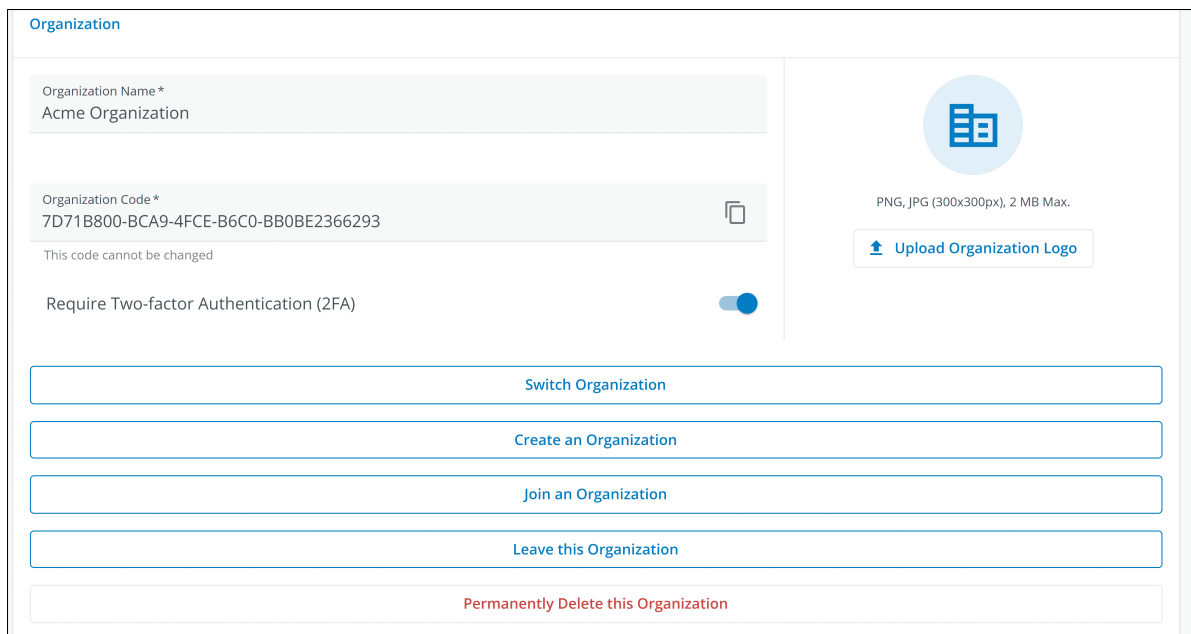 Organization
Organization Name *
Acme Organization
Organization Code *
7D71B800-BCA9-4FCE-B6C0-BB0BE2366293
This code cannot be changed
Require Two-factor Authentication (2FA)
PNG, JPG (300x300px), 2 MB Max.
Upload Organization Logo
Switch Organization
Create an Organization
Join an Organization
Leave this Organization
Permanently Delete this Organization